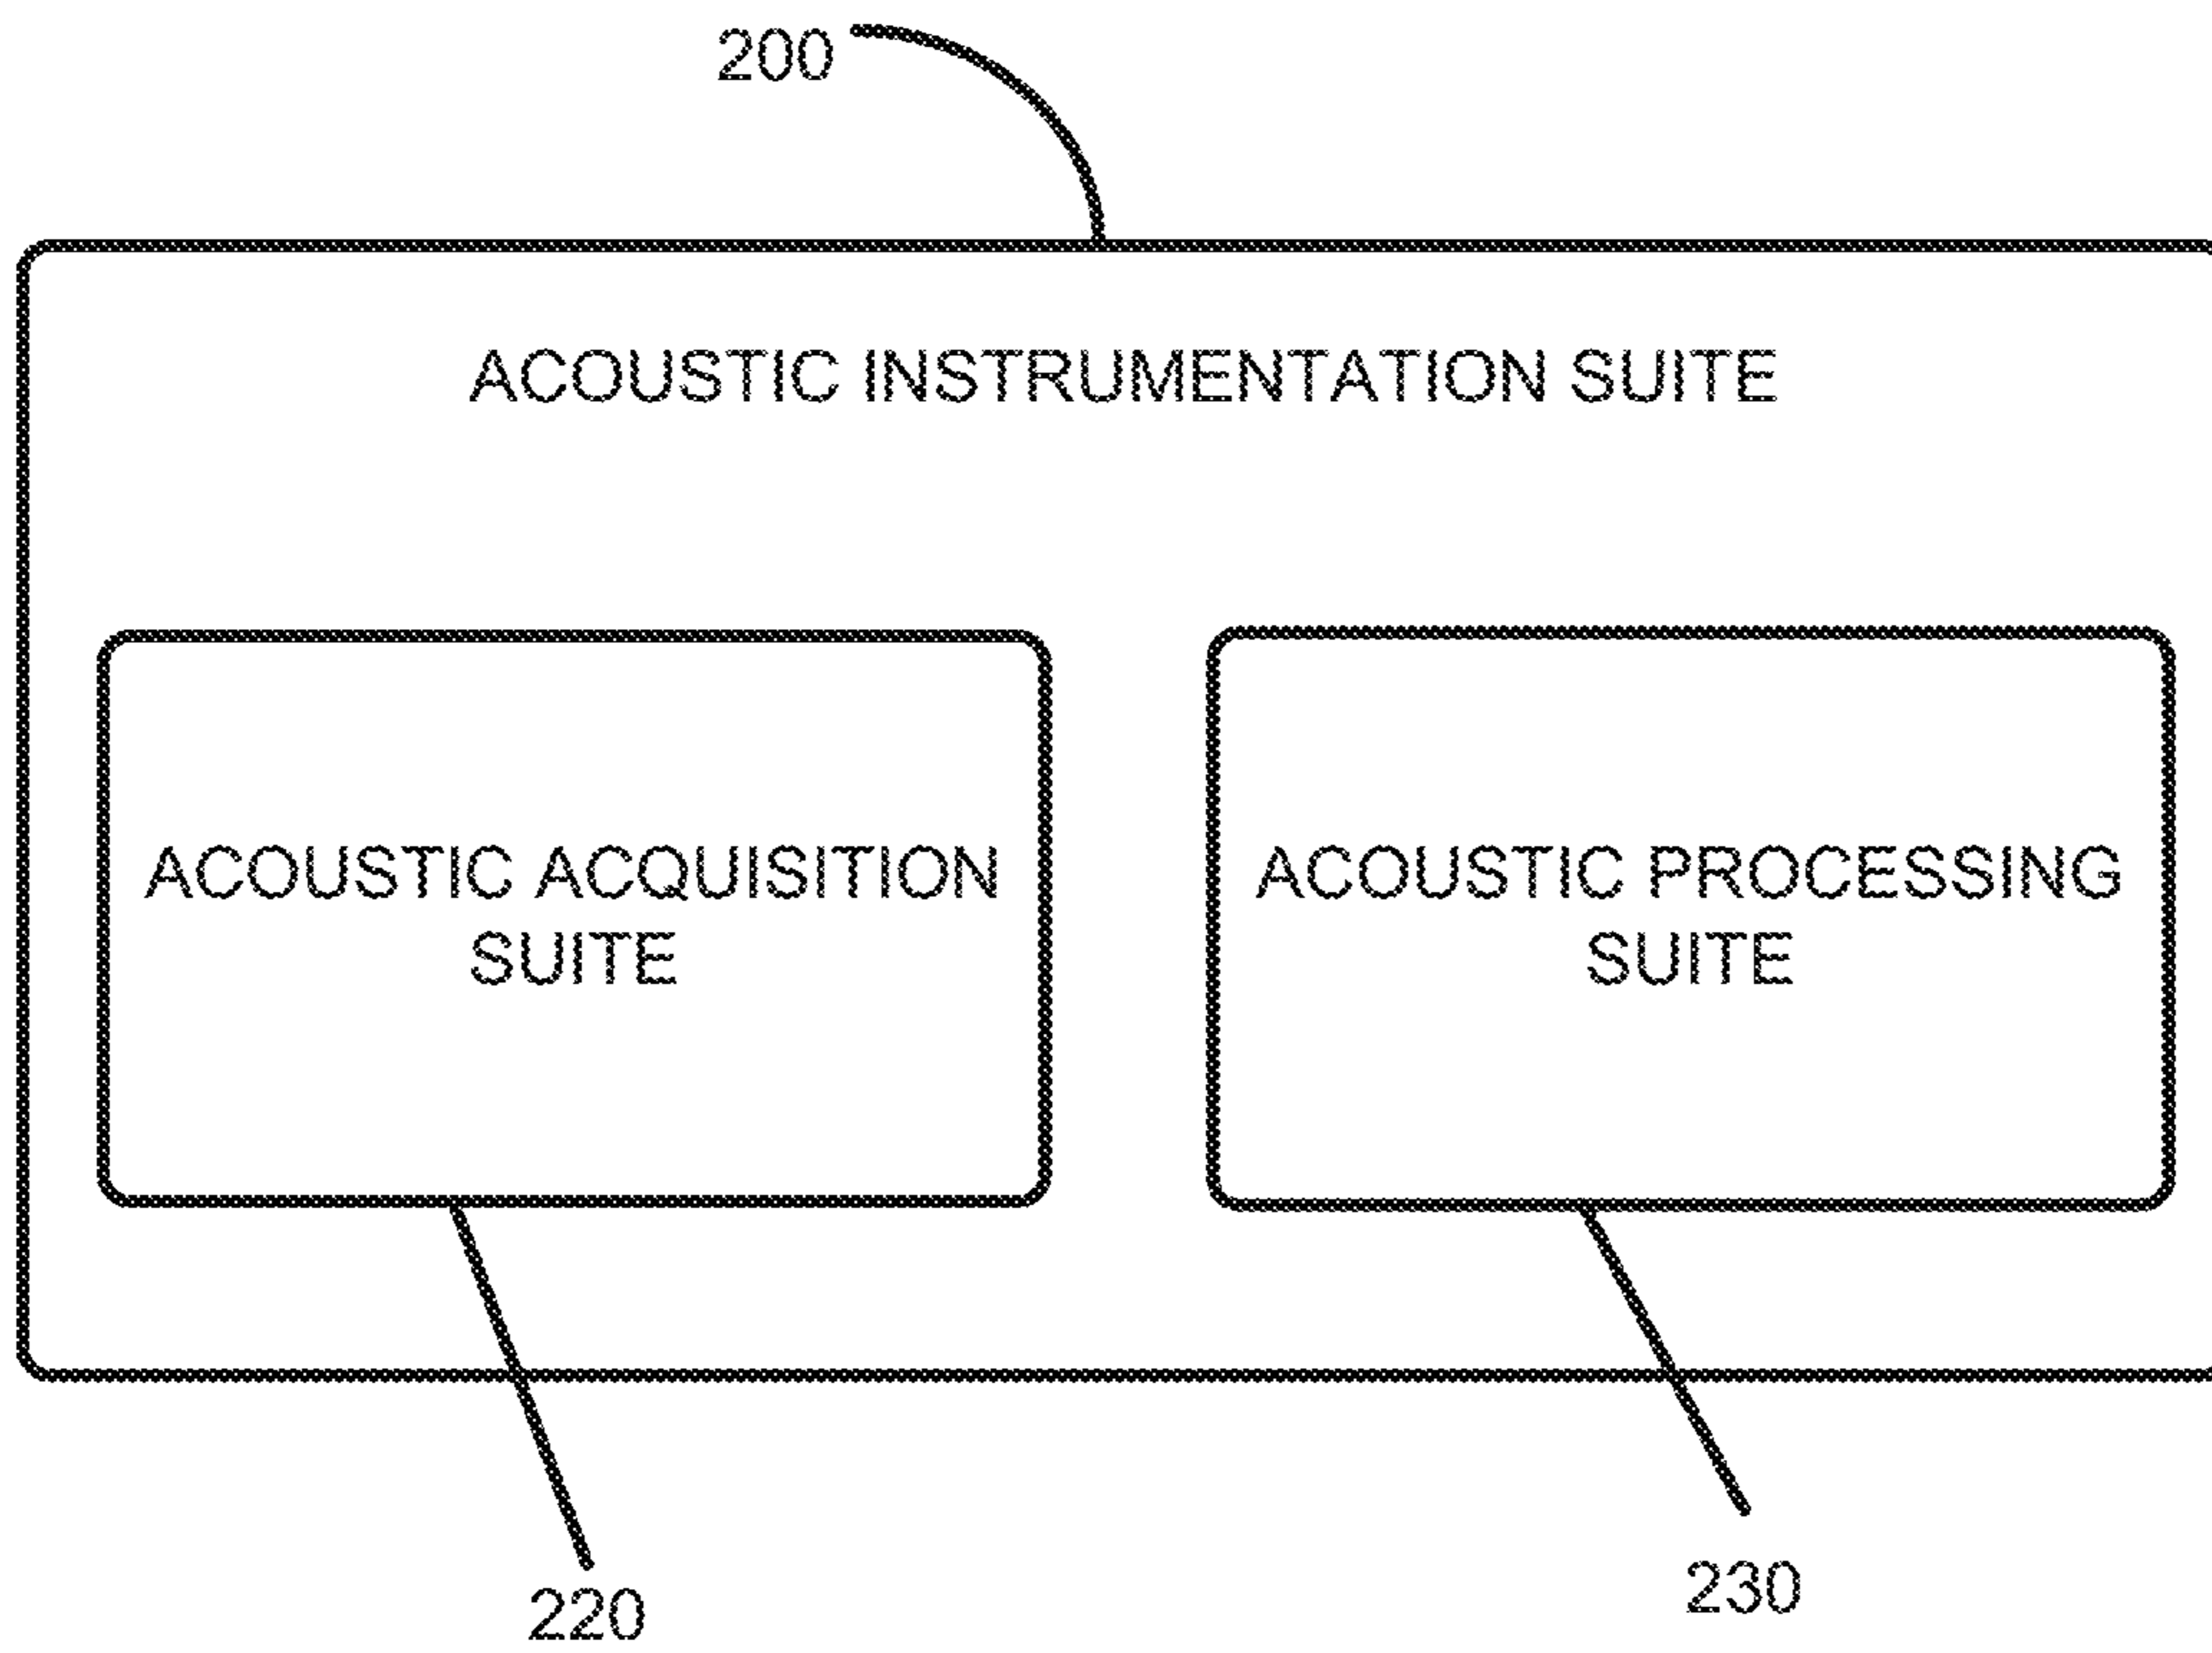 200
ACOUSTIC INSTRUMENTATION SUITE
ACOUSTIC ACQUISITION
SUITE
ACOUSTIC PROCESSING
SUITE
220
230